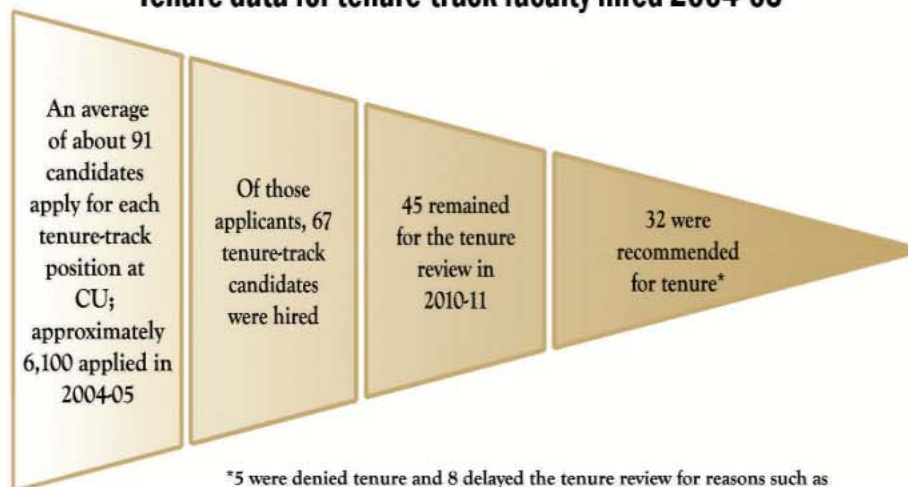 Tenure data for tenure-track faculty hired 2004-05
An average
of about 91
candidates
apply for each
tenure-track
position at
CU;
approximately
6,100 applied in
2004-05
Of those
applicants, 67
tenure-track
candidates
were hired
45 remained
for the tenure
review in
2010-11
32 were
recommended
for tenure*
*5 were denied tenure and 8 delayed the tenure review for reasons such as